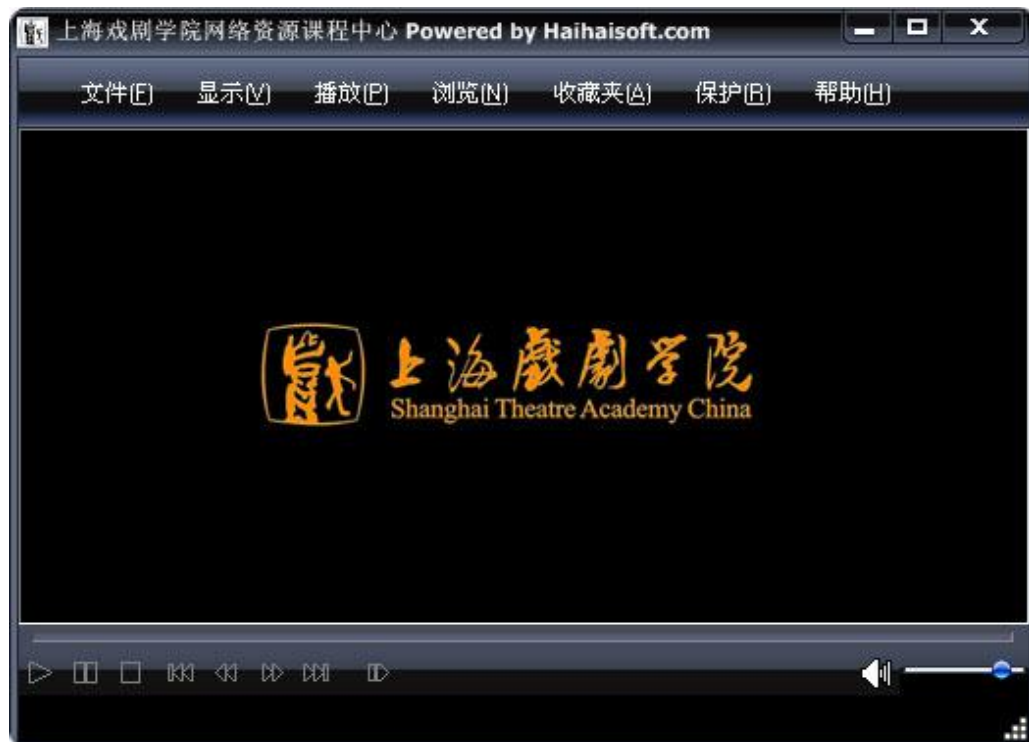 上海戏剧学院网络资源课程中心 Powered by Haihaisoft.com
文件(F) 显示(V) 播放(P) 浏览(N) 收藏夹(A) 保护(R) 帮助(H)
上海戲劇学院
Shanghai Theatre Academy China